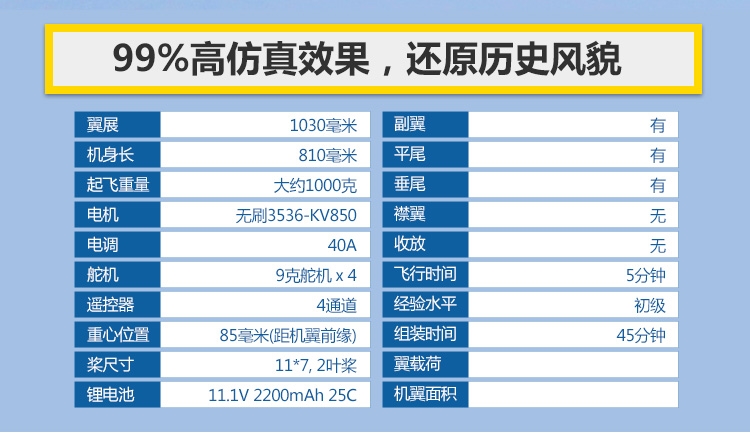 99%高仿真效果，还原历史风貌
翼展 1030毫米
机身长 810毫米
起飞重量 大约1000克
电机 无刷3536-KV850
电调 40A
舵机 9克舵机 x 4
遥控器 4通道
重心位置 85毫米(距机翼前缘)
桨尺寸 11*7, 2叶桨
锂电池 11.1V 2200mAh 25C
副翼 有
平尾 有
垂尾 有
襟翼 无
收放 无
飞行时间 5分钟
经验水平 初级
组装时间 45分钟
翼载荷
机翼面积